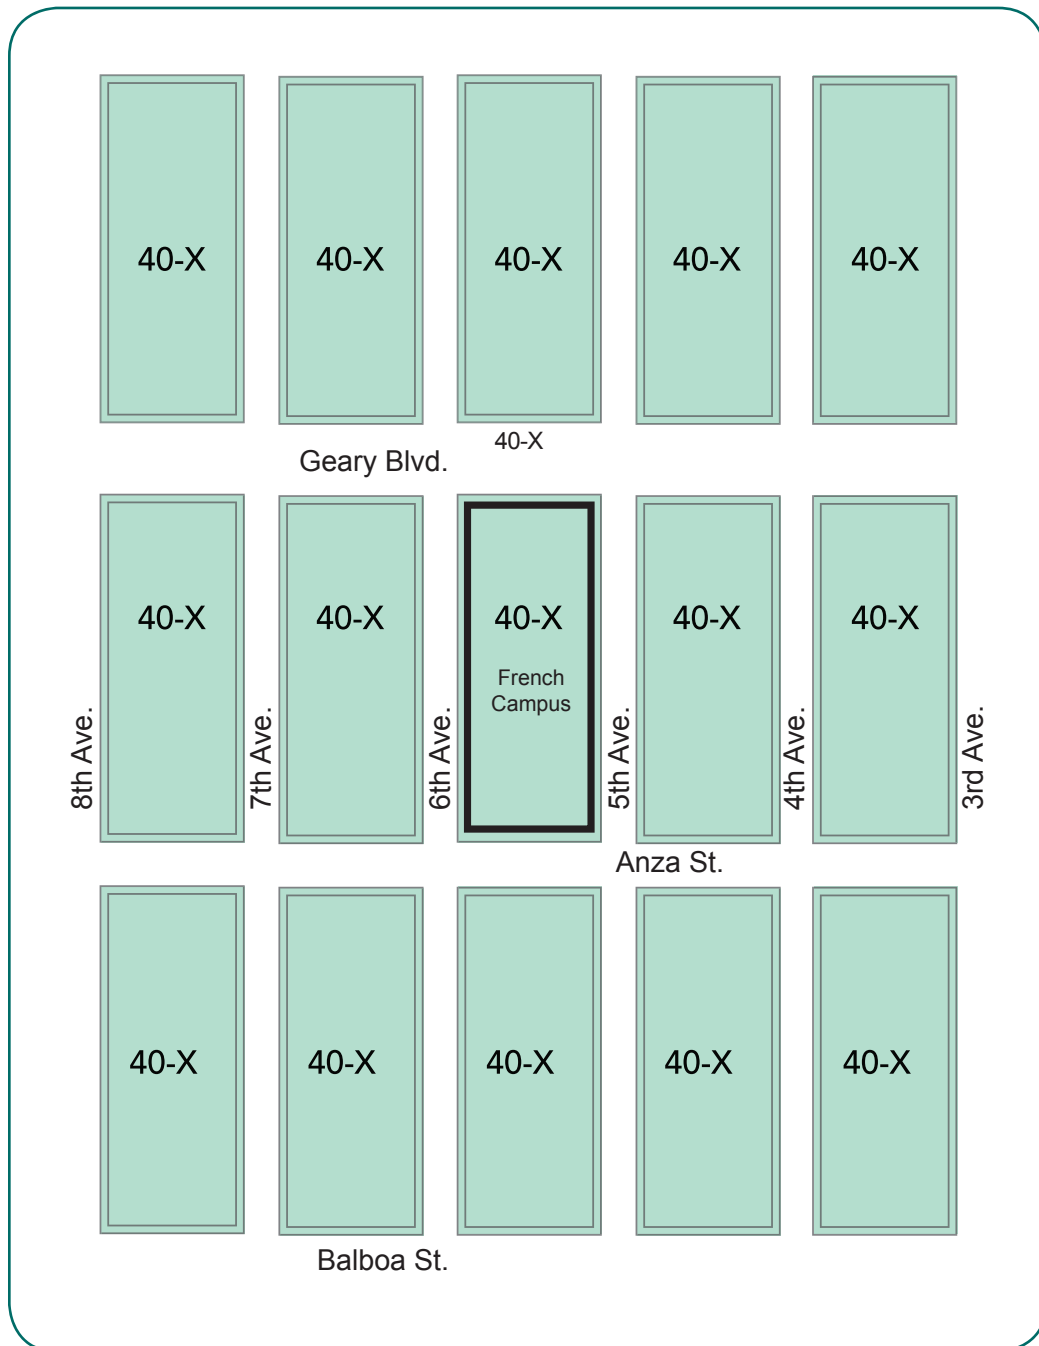 40-X
40-X
40-X
40-X
40-X
40-X
Geary Blvd.
40-X
40-X
40-X
40-X
40-X
French
Campus
8th Ave.
7th Ave.
6th Ave.
5th Ave.
4th Ave.
3rd Ave.
Anza St.
40-X
40-X
40-X
40-X
40-X
Balboa St.